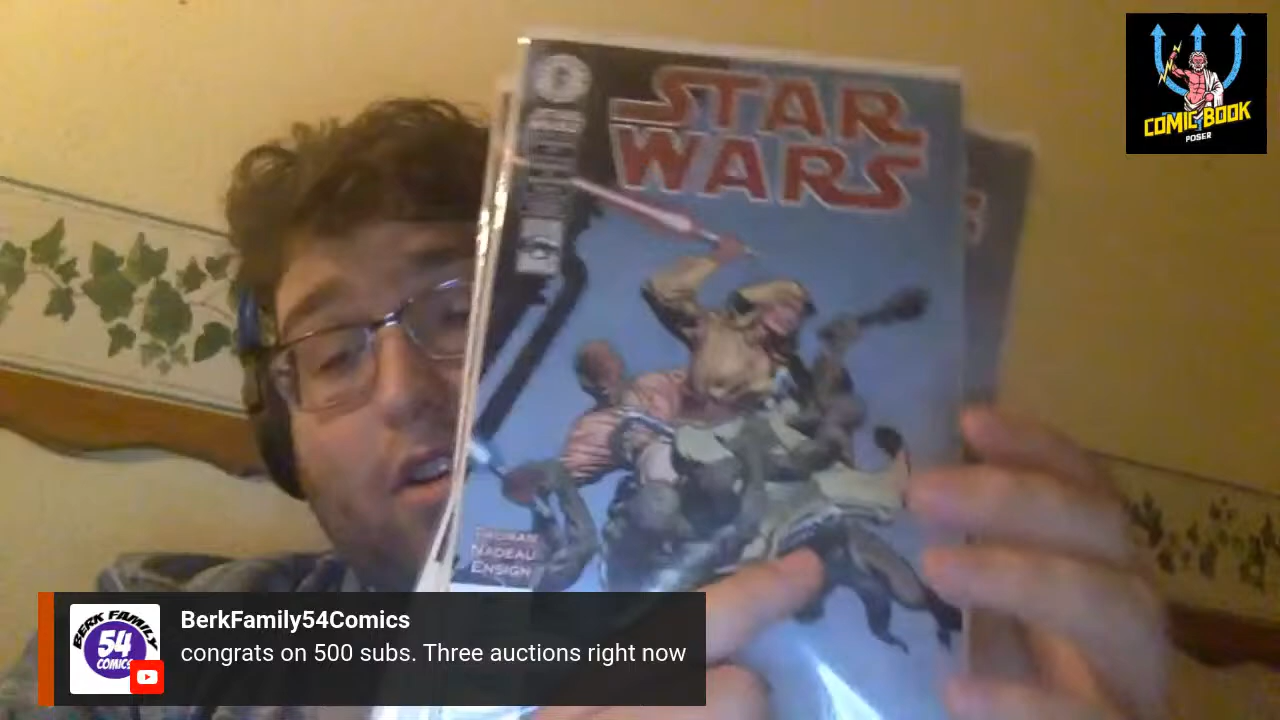 STAR
WARS
TRUMAN
NADEAU
ENSIGN
COMIC BOOK
POSER
BERK FAMILY
54
COMICS
BerkFamily54Comics
congrats on 500 subs. Three auctions right now